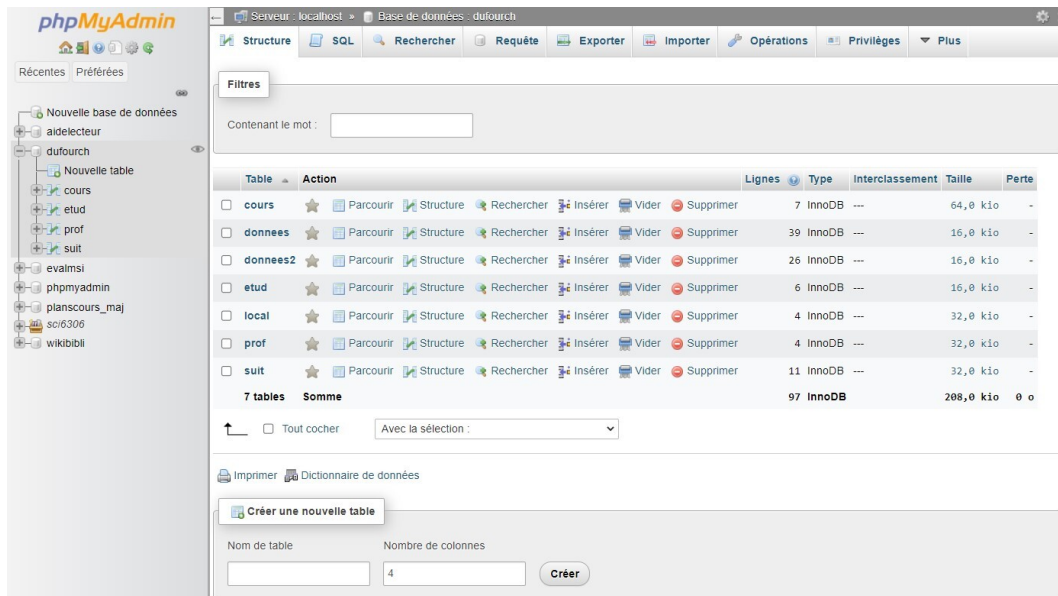 phpMyAdmin
Récentes Préférées
Nouvelle base de données
aidelecteur
dufourch
Nouvelle table
cours
etud
prof
suit
evalmsi
phpmyadmin
planscours_maj
sci6306
wikibibli
Serveur : localhost » Base de données : dufourch
Structure SQL Rechercher Requête Exporter Importer Opérations Privilèges Plus
Filtres
Contenant le mot :
Table Action Lignes Type Interclassement Taille Perte
cours Parcourir Structure Rechercher Insérer Vider Supprimer 7 InnoDB --- 64,0 kio -
donnees Parcourir Structure Rechercher Insérer Vider Supprimer 39 InnoDB --- 16,0 kio -
donnees2 Parcourir Structure Rechercher Insérer Vider Supprimer 26 InnoDB --- 16,0 kio -
etud Parcourir Structure Rechercher Insérer Vider Supprimer 6 InnoDB --- 16,0 kio -
local Parcourir Structure Rechercher Insérer Vider Supprimer 4 InnoDB --- 32,0 kio -
prof Parcourir Structure Rechercher Insérer Vider Supprimer 4 InnoDB --- 32,0 kio -
suit Parcourir Structure Rechercher Insérer Vider Supprimer 11 InnoDB --- 32,0 kio -
7 tables Somme 97 InnoDB 208,0 kio 0 o
Tout cocher Avec la sélection :
Imprimer Dictionnaire de données
Créer une nouvelle table
Nom de table Nombre de colonnes
4 Créer